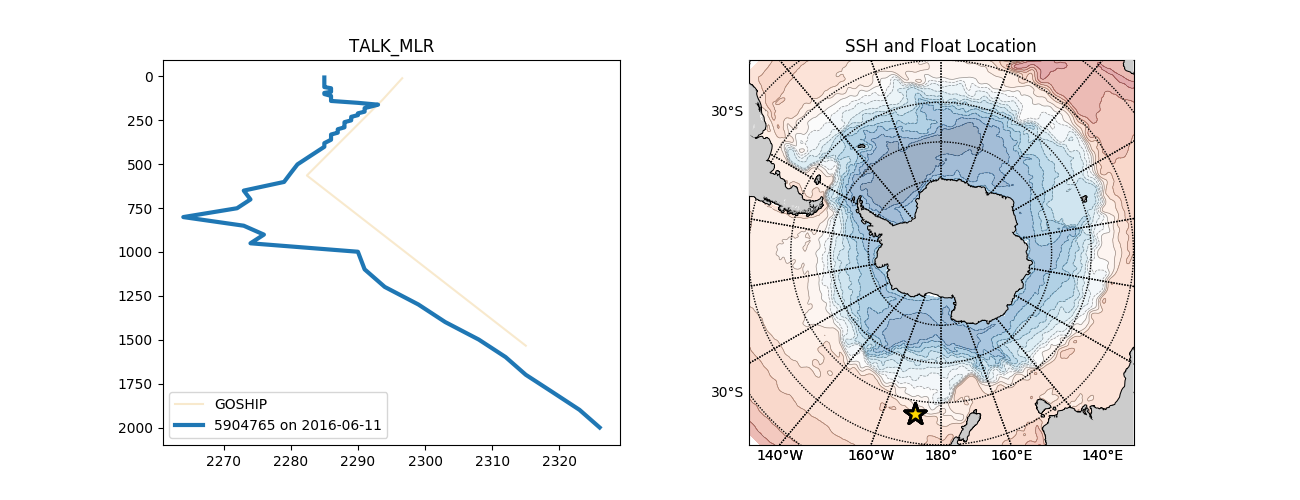 TALK_MLR
0
250
500
750
1000
1250
1500
1750
2000
GOSHIP
5904765 on 2016-06-11
2270 2280 2290 2300 2310 2320
SSH and Float Location
30°S
30°S
140°W 160°W 180° 160°E 140°E